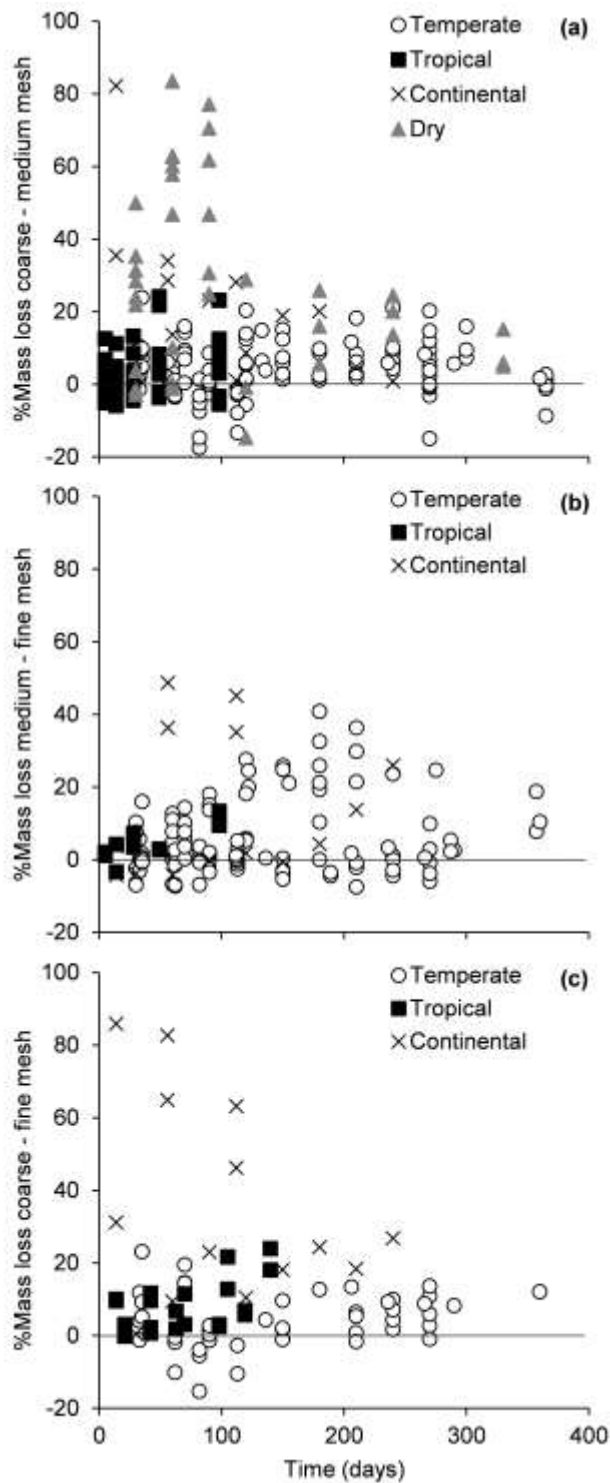 100
Temperate
(a)
Tropical
80
Continental
Dry
60
40
20
0
-20
%Mass loss coarse - medium mesh
100
Temperate
(b)
Tropical
80
Continental
60
40
20
0
-20
%Mass loss medium - fine mesh
100
Temperate
(c)
Tropical
80
Continental
60
40
20
0
-20
%Mass loss coarse - fine mesh
0 100 200 300 400
Time (days)